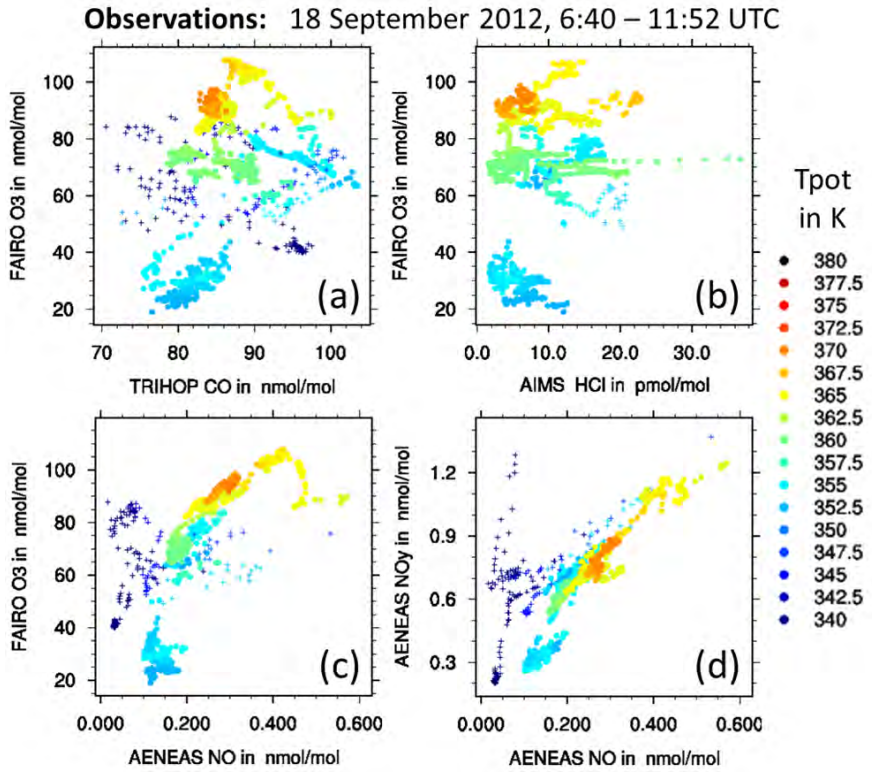 Observations: 18 September 2012, 6:40 – 11:52 UTC
FAIRO O3 in nmol/mol
100
80
60
40
20
(a)
70 80 90 100
TRIHOP CO in nmol/mol
FAIRO O3 in nmol/mol
100
80
60
40
20
(b)
0.0 10.0 20.0 30.0
AIMS HCl in pmol/mol
FAIRO O3 in nmol/mol
100
80
60
40
20
(c)
0.000 0.200 0.400 0.600
AENEAS NO in nmol/mol
AENEAS NOy in nmol/mol
1.2
0.9
0.6
0.3
(d)
0.000 0.200 0.400 0.600
AENEAS NO in nmol/mol
Tpot
in K
380
377.5
375
372.5
370
367.5
365
362.5
360
357.5
355
352.5
350
347.5
345
342.5
340